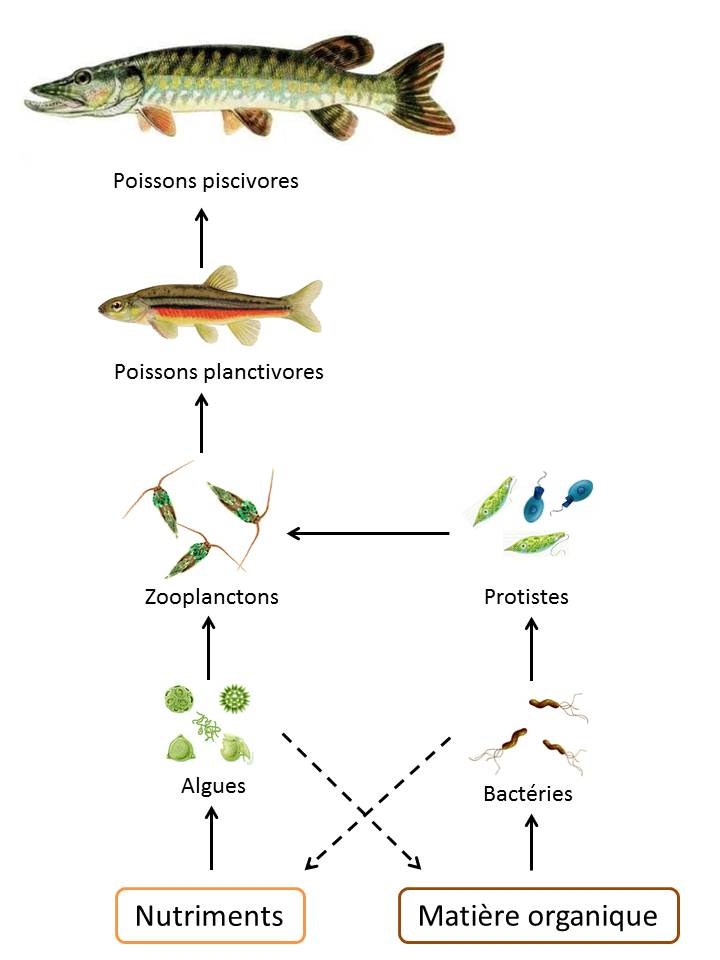 Poissons piscivores
Poissons planctivores
Zooplanctons
Protistes
Algues
Bactéries
Nutriments
Matière organique